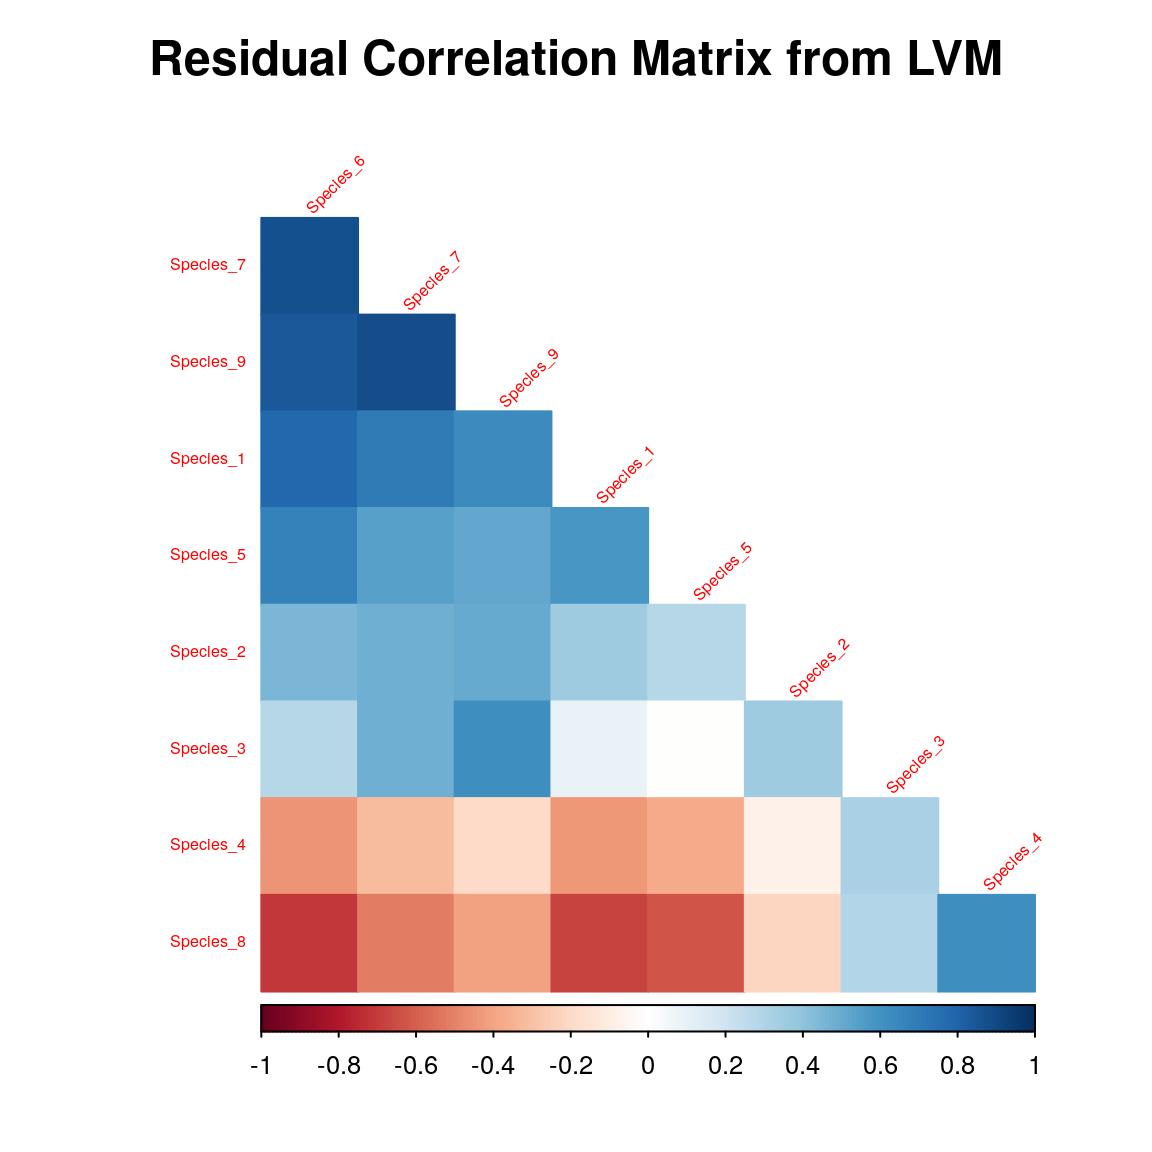 Residual Correlation Matrix from LVM
Species_6
Species_7
Species_7
Species_9
Species_9
Species_1
Species_1
Species_5
Species_5
Species_2
Species_2
Species_3
Species_3
Species_4
Species_4
Species_8
-1 -0.8 -0.6 -0.4 -0.2 0 0.2 0.4 0.6 0.8 1